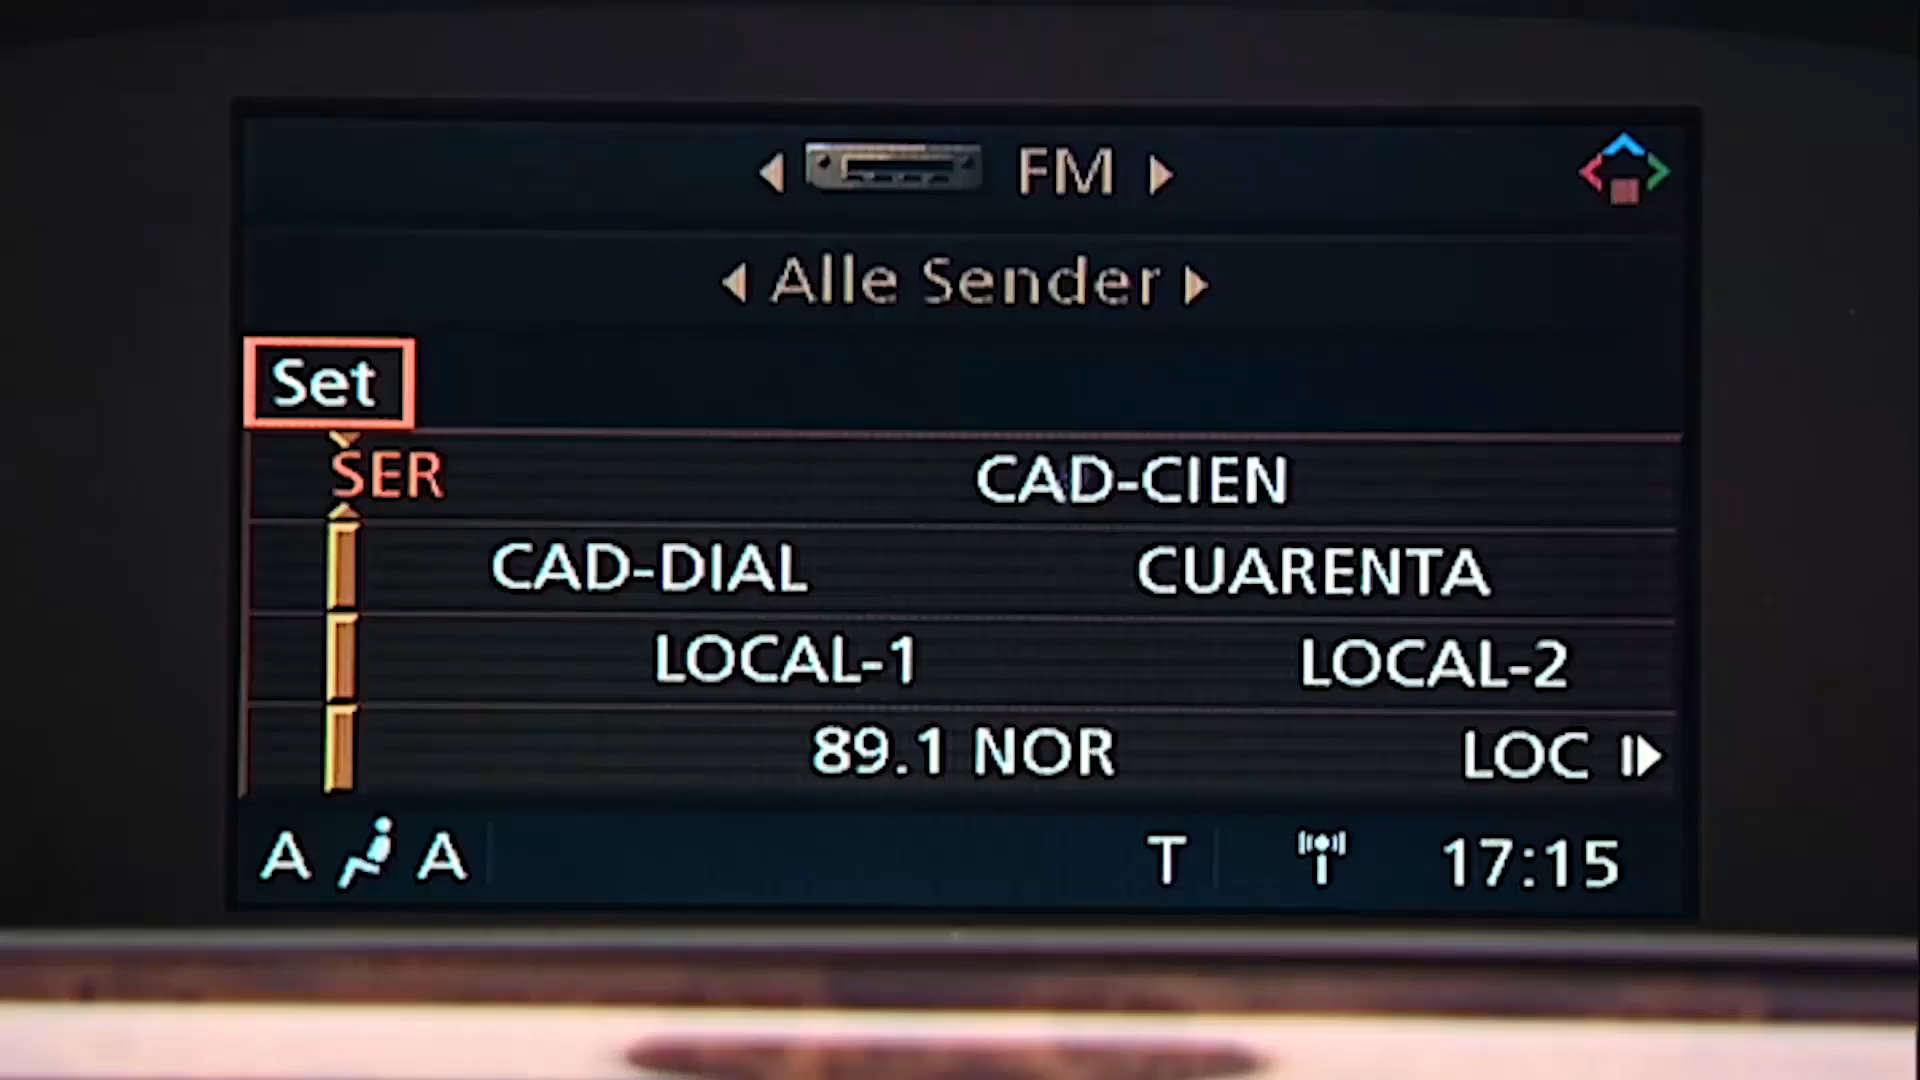 FM
Alle Sender
Set
SER CAD-CIEN
CAD-DIAL CUARENTA
LOCAL-1 LOCAL-2
89.1 NOR LOC
A A T 17:15